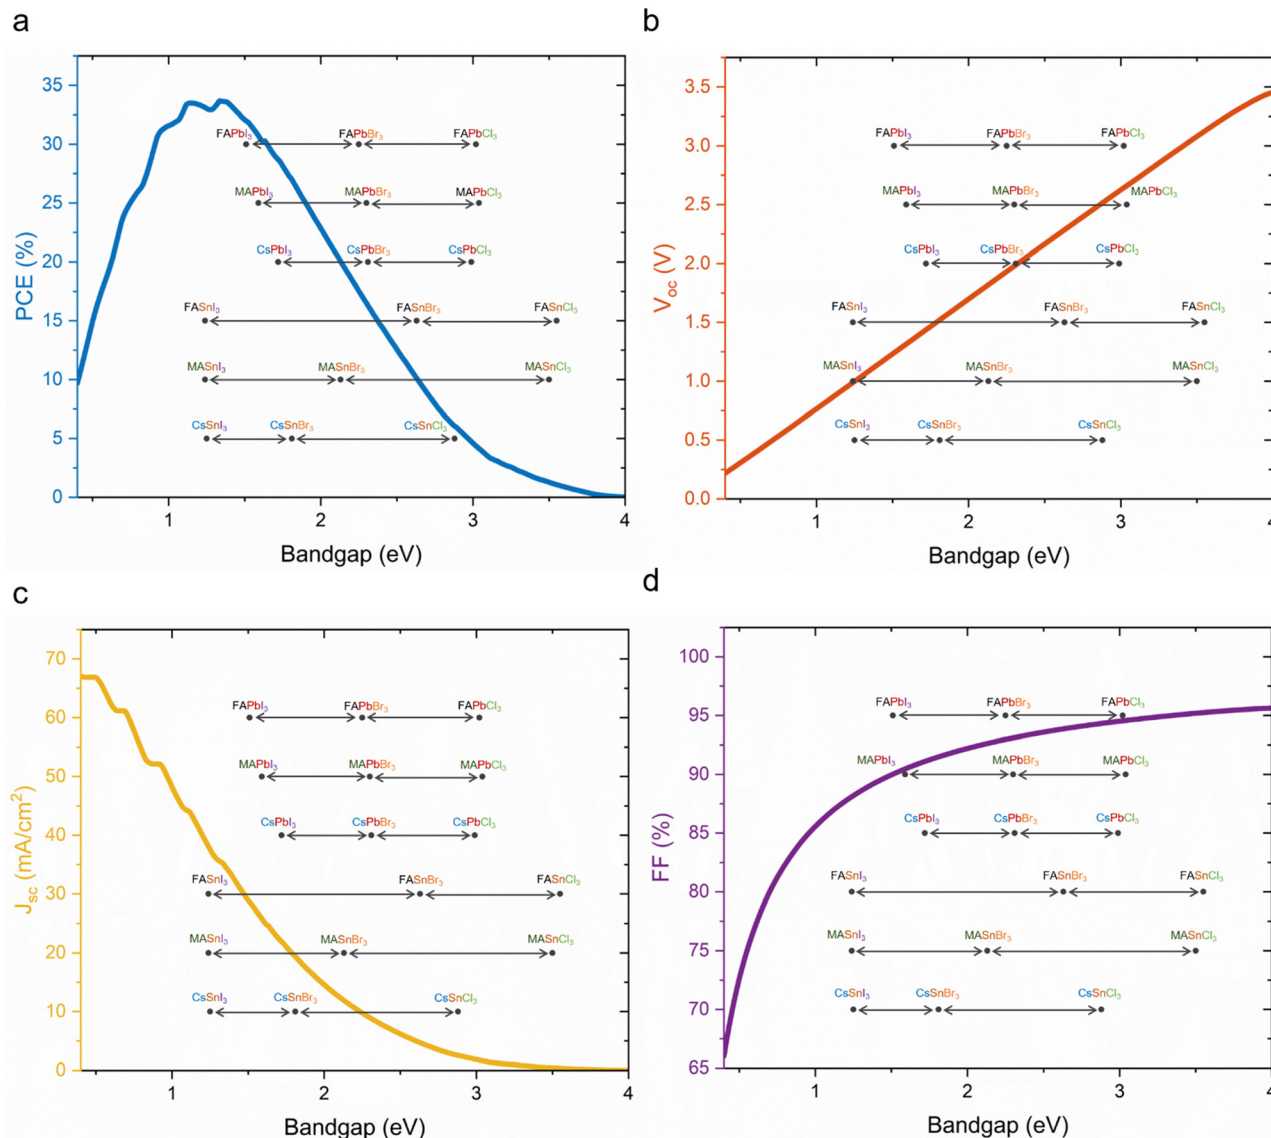 a
PCE (%)
35
30
25
20
15
10
5
0
FAPbI3 FAPbBr3 FAPbCl3
MAPbI3 MAPbBr3 MAPbCl3
CsPbI3 CsPbBr3 CsPbCl3
FASnI3 FASnBr3 FASnCl3
MASnI3 MASnBr3 MASnCl3
CsSnI3 CsSnBr3 CsSnCl3
1 2 3 4
Bandgap (eV)
b
Voc (V)
3.5
3.0
2.5
2.0
1.5
1.0
0.5
0.0
FAPbI3 FAPbBr3 FAPbCl3
MAPbI3 MAPbBr3 MAPbCl3
CsPbI3 CsPbBr3 CsPbCl3
FASnI3 FASnBr3 FASnCl3
MASnI3 MASnBr3 MASnCl3
CsSnI3 CsSnBr3 CsSnCl3
1 2 3 4
Bandgap (eV)
c
Jsc (mA/cm2)
70
60
50
40
30
20
10
0
FAPbI3 FAPbBr3 FAPbCl3
MAPbI3 MAPbBr3 MAPbCl3
CsPbI3 CsPbBr3 CsPbCl3
FASnI3 FASnBr3 FASnCl3
MASnI3 MASnBr3 MASnCl3
CsSnI3 CsSnBr3 CsSnCl3
1 2 3 4
Bandgap (eV)
d
FF (%)
100
95
90
85
80
75
70
65
FAPbI3 FAPbBr3 FAPbCl3
MAPbI3 MAPbBr3 MAPbCl3
CsPbI3 CsPbBr3 CsPbCl3
FASnI3 FASnBr3 FASnCl3
MASnI3 MASnBr3 MASnCl3
CsSnI3 CsSnBr3 CsSnCl3
1 2 3 4
Bandgap (eV)